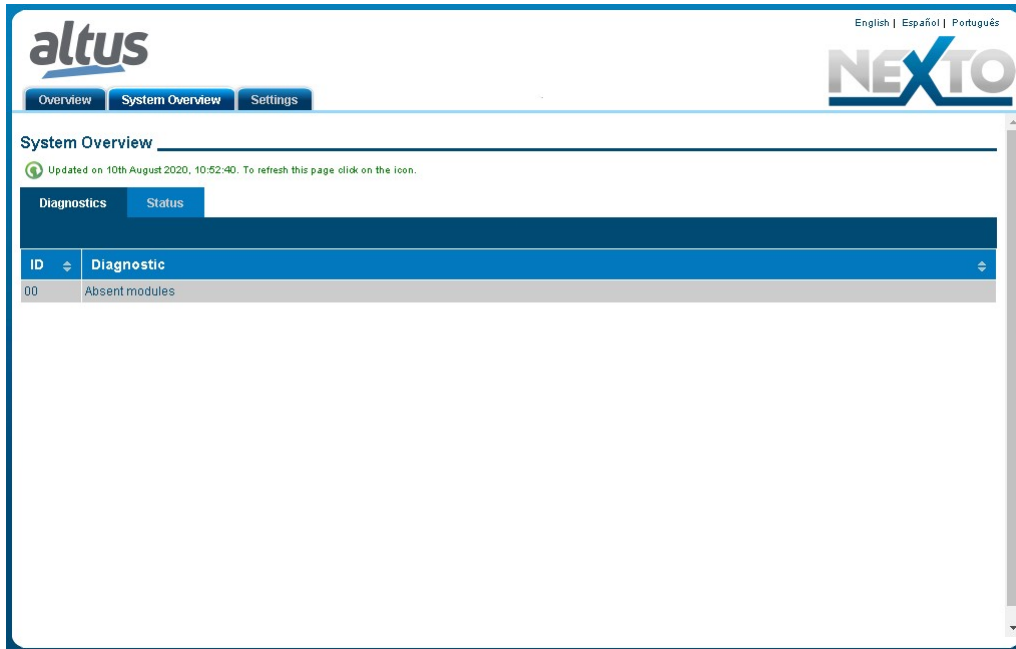 English | Español | Português
altus
NEXTO
Overview System Overview Settings
System Overview
Updated on 10th August 2020, 10:52:40. To refresh this page click on the icon.
Diagnostics Status
ID Diagnostic
00 Absent modules